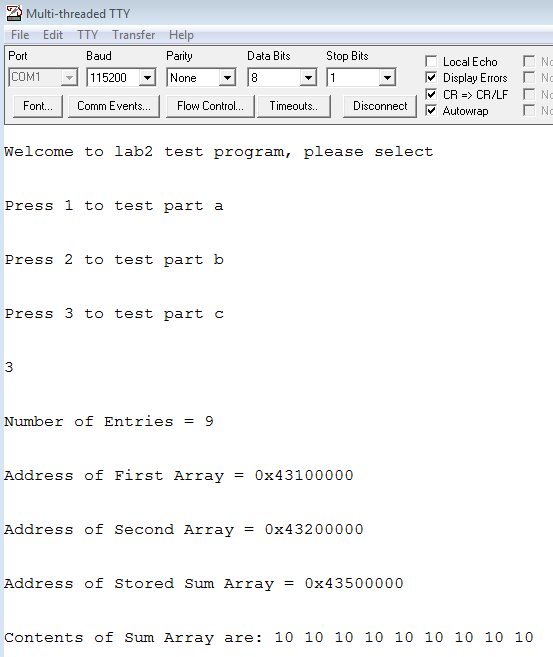 Multi-threaded TTY
File Edit TTY Transfer Help
Port Baud Parity Data Bits Stop Bits
COM1 115200 None 8 1
Local Echo
Display Errors
CR => CR/LF
Autowrap
Font... Comm Events... Flow Control... Timeouts.. Disconnect
Welcome to lab2 test program, please select
Press 1 to test part a
Press 2 to test part b
Press 3 to test part c
3
Number of Entries = 9
Address of First Array = 0x43100000
Address of Second Array = 0x43200000
Address of Stored Sum Array = 0x43500000
Contents of Sum Array are: 10 10 10 10 10 10 10 10 10